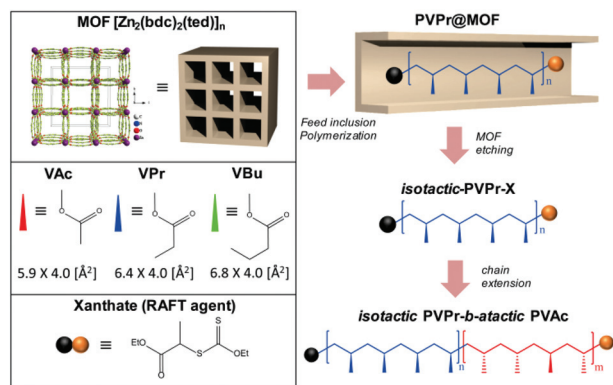 MOF [Zn₂(bdc)₂(ted)]ₙ
≡
VAc VPr VBu
≡ ≡ ≡
O O
O O
O O
5.9 X 4.0 [Å²] 6.4 X 4.0 [Å²] 6.8 X 4.0 [Å²]
Xanthate (RAFT agent)
≡
S
EtO S OEt
O
PVPr@MOF
n
Feed inclusion
Polymerization
MOF
etching
isotactic-PVPr-X
n
chain
extension
isotactic PVPr-b-atactic PVAc
n m